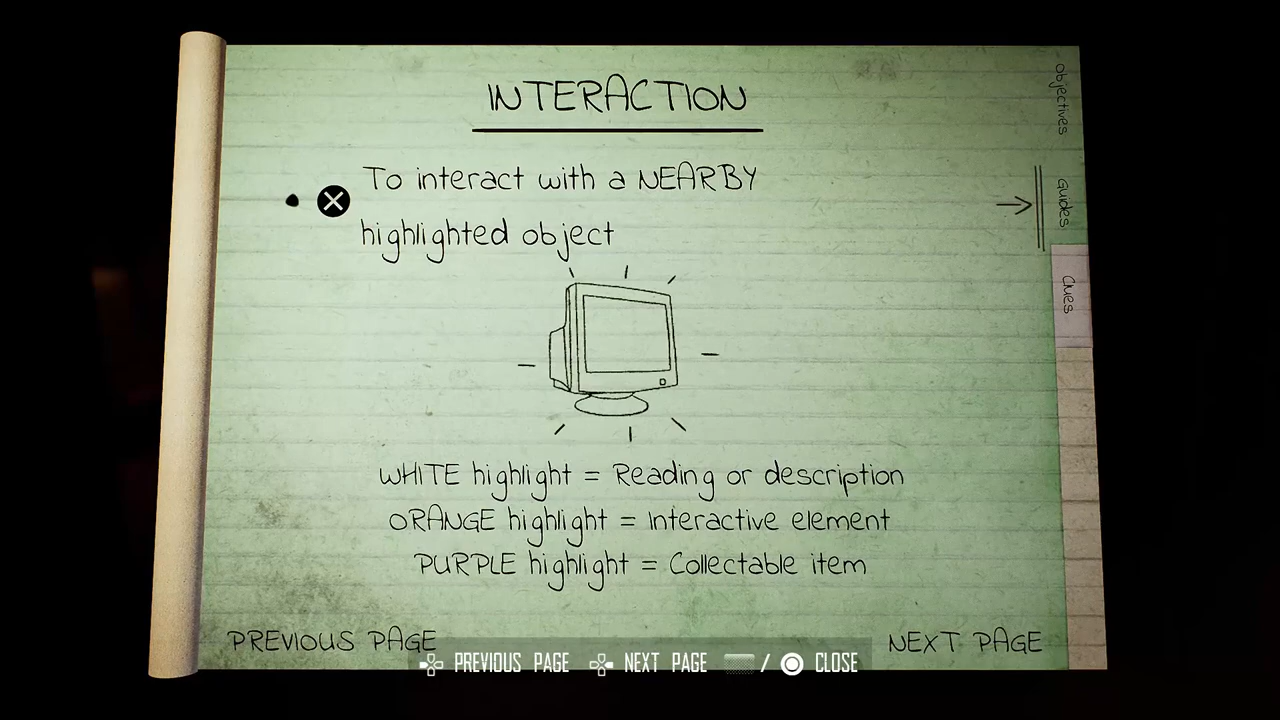 INTERACTION
To interact with a NEARBY
highlighted object
WHITE highlight = Reading or description
ORANGE highlight = Interactive element
PURPLE highlight = Collectable item
PREVIOUS PAGE
NEXT PAGE
PREVIOUS PAGE NEXT PAGE / CLOSE
Objectives
Guides
Clues